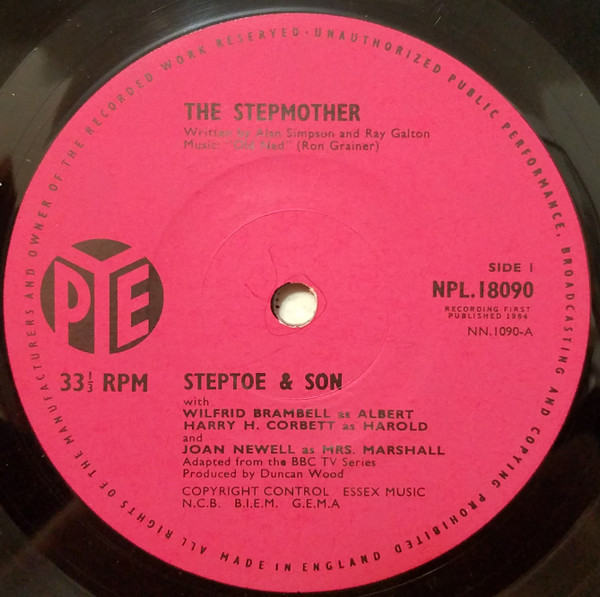 ALL RIGHTS OF THE MANUFACTURERS AND OWNER OF THE RECORDED WORK RESERVED · UNAUTHORIZED PUBLIC PERFORMANCE, BROADCASTING AND COPYING PROHIBITED
MADE IN ENGLAND
THE STEPMOTHER
Written by Alan Simpson and Ray Galton
Music: "Old Ned" (Ron Grainer)
PYE
SIDE 1
NPL.18090
RECORDING FIRST
PUBLISHED 1964
NN.1090-A
33⅓ RPM
STEPTOE & SON
with
WILFRID BRAMBELL as ALBERT
HARRY H. CORBETT as HAROLD
and
JOAN NEWELL as MRS. MARSHALL
Adapted from the BBC TV Series
Produced by Duncan Wood
COPYRIGHT CONTROL ESSEX MUSIC
N.C.B. B.I.E.M. G.E.M.A